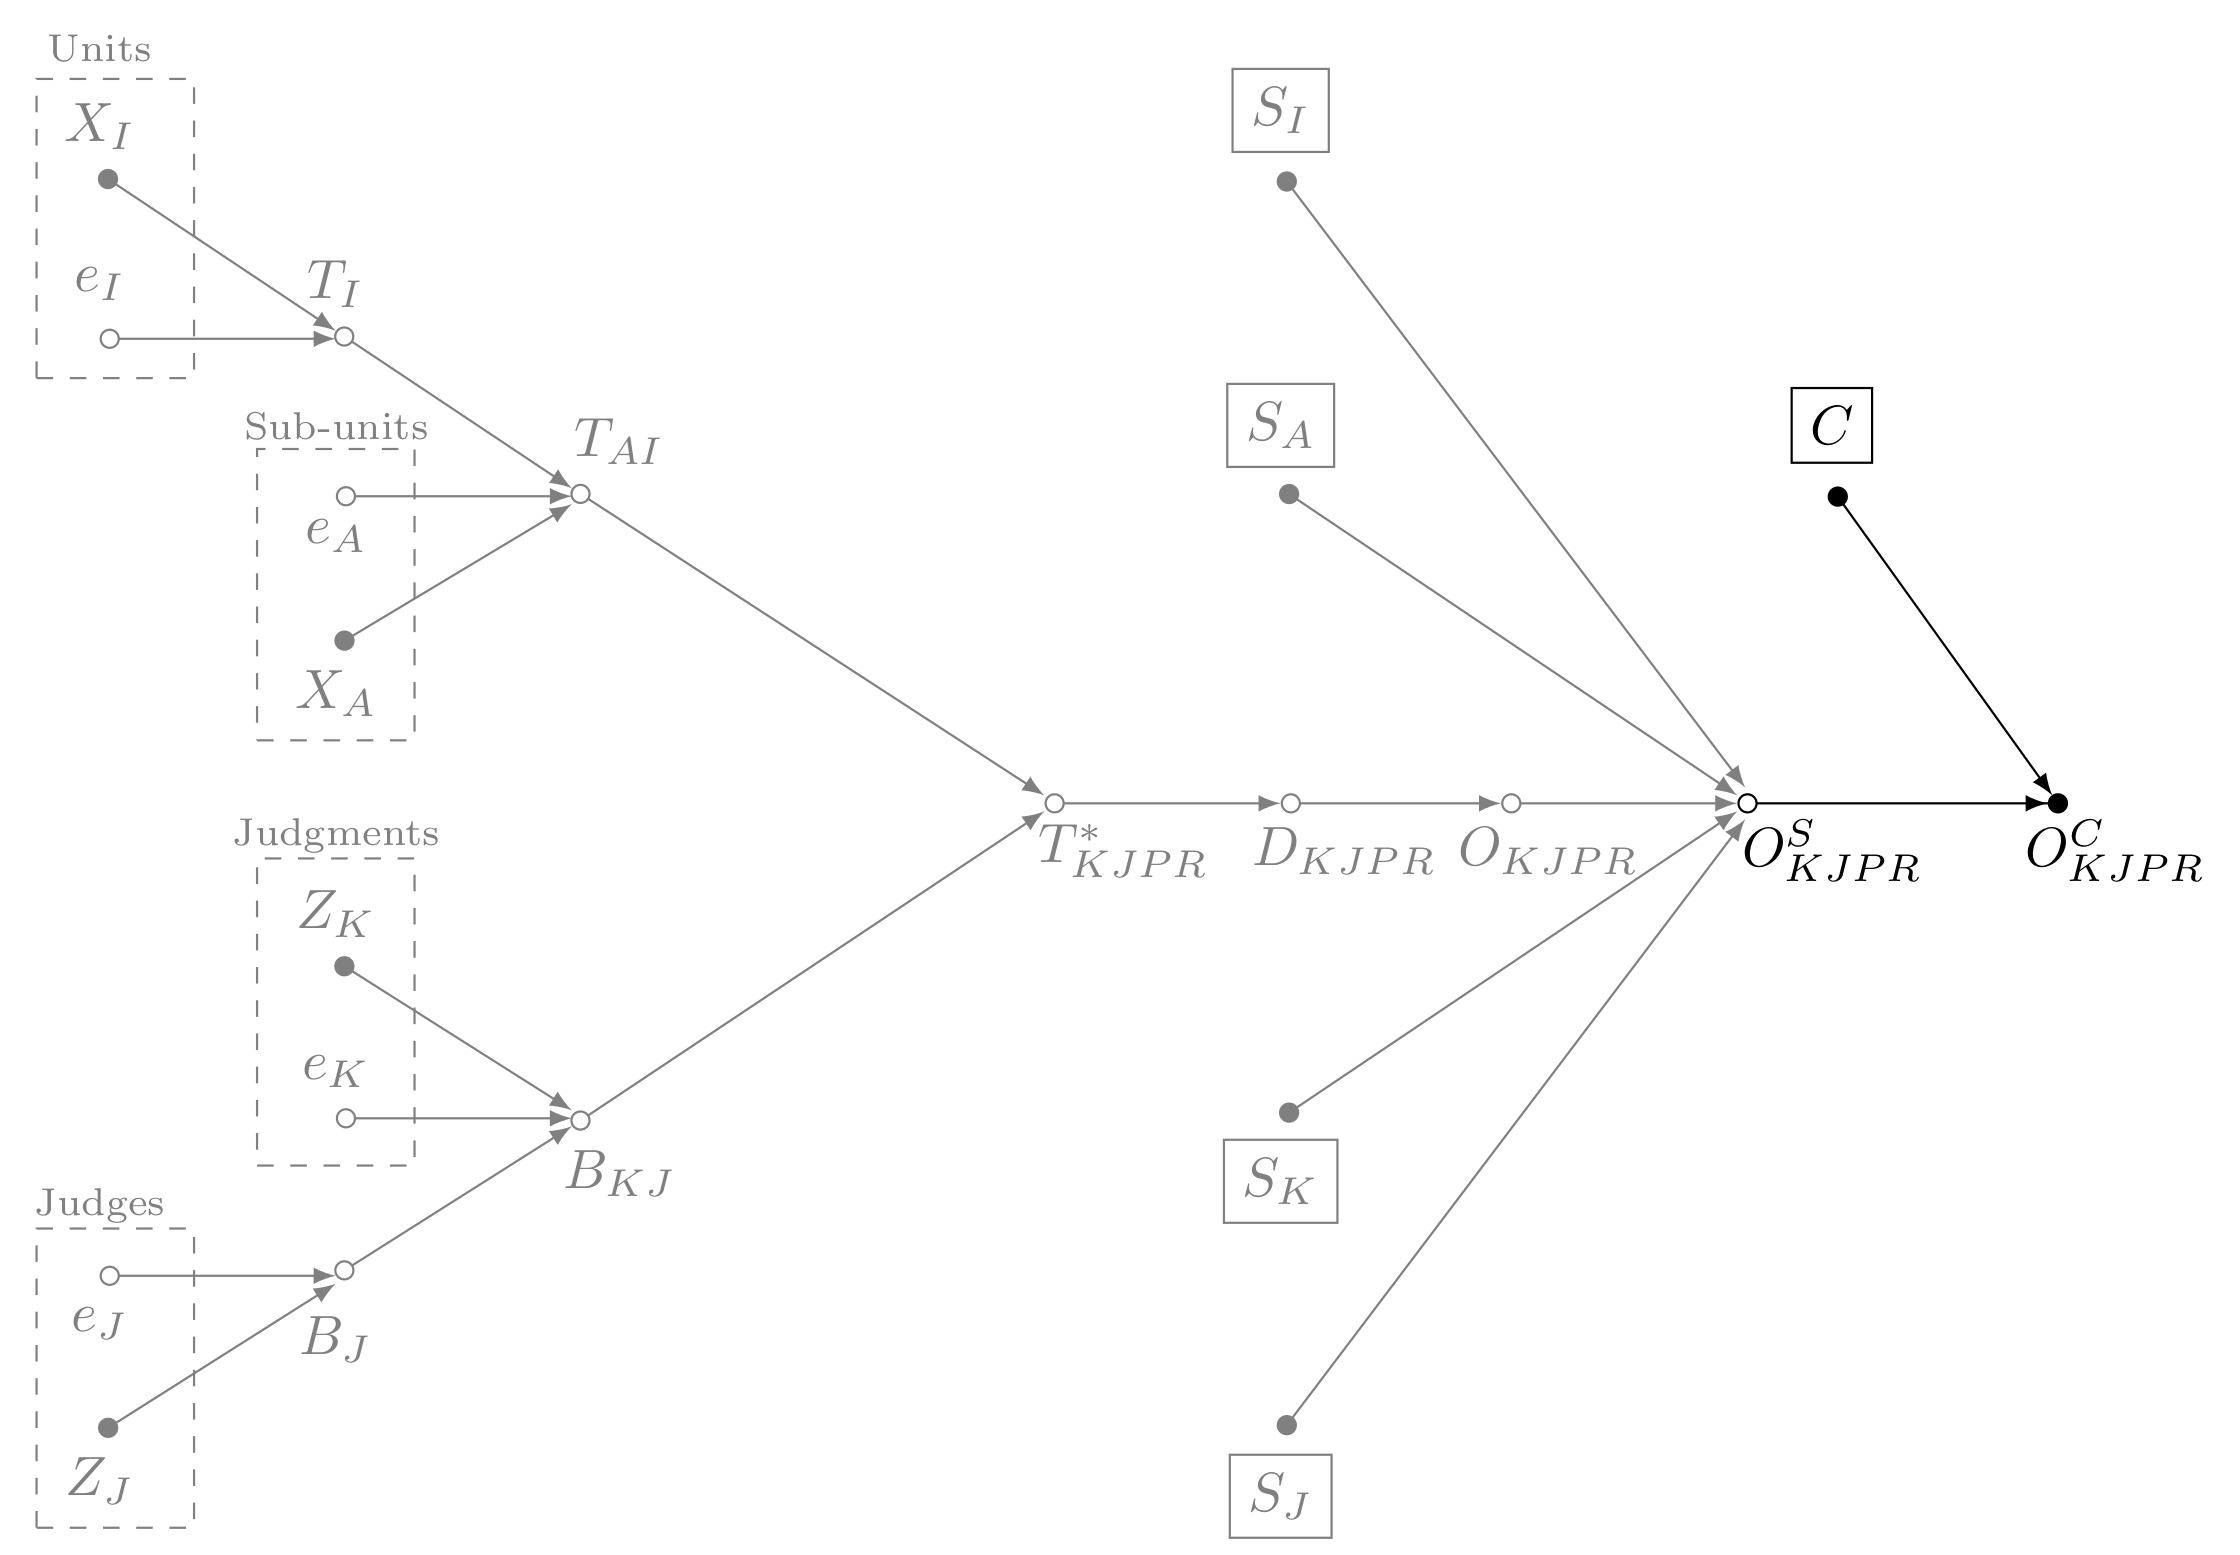 Units
X_I
e_I
T_I
Sub-units
e_A
X_A
T_{AI}
Judgments
Z_K
e_K
B_{KJ}
Judges
e_J
Z_J
B_J
T^*_{KJPR}
D_{KJPR}
O_{KJPR}
S_I
S_A
S_K
S_J
O^S_{KJPR}
C
O^C_{KJPR}